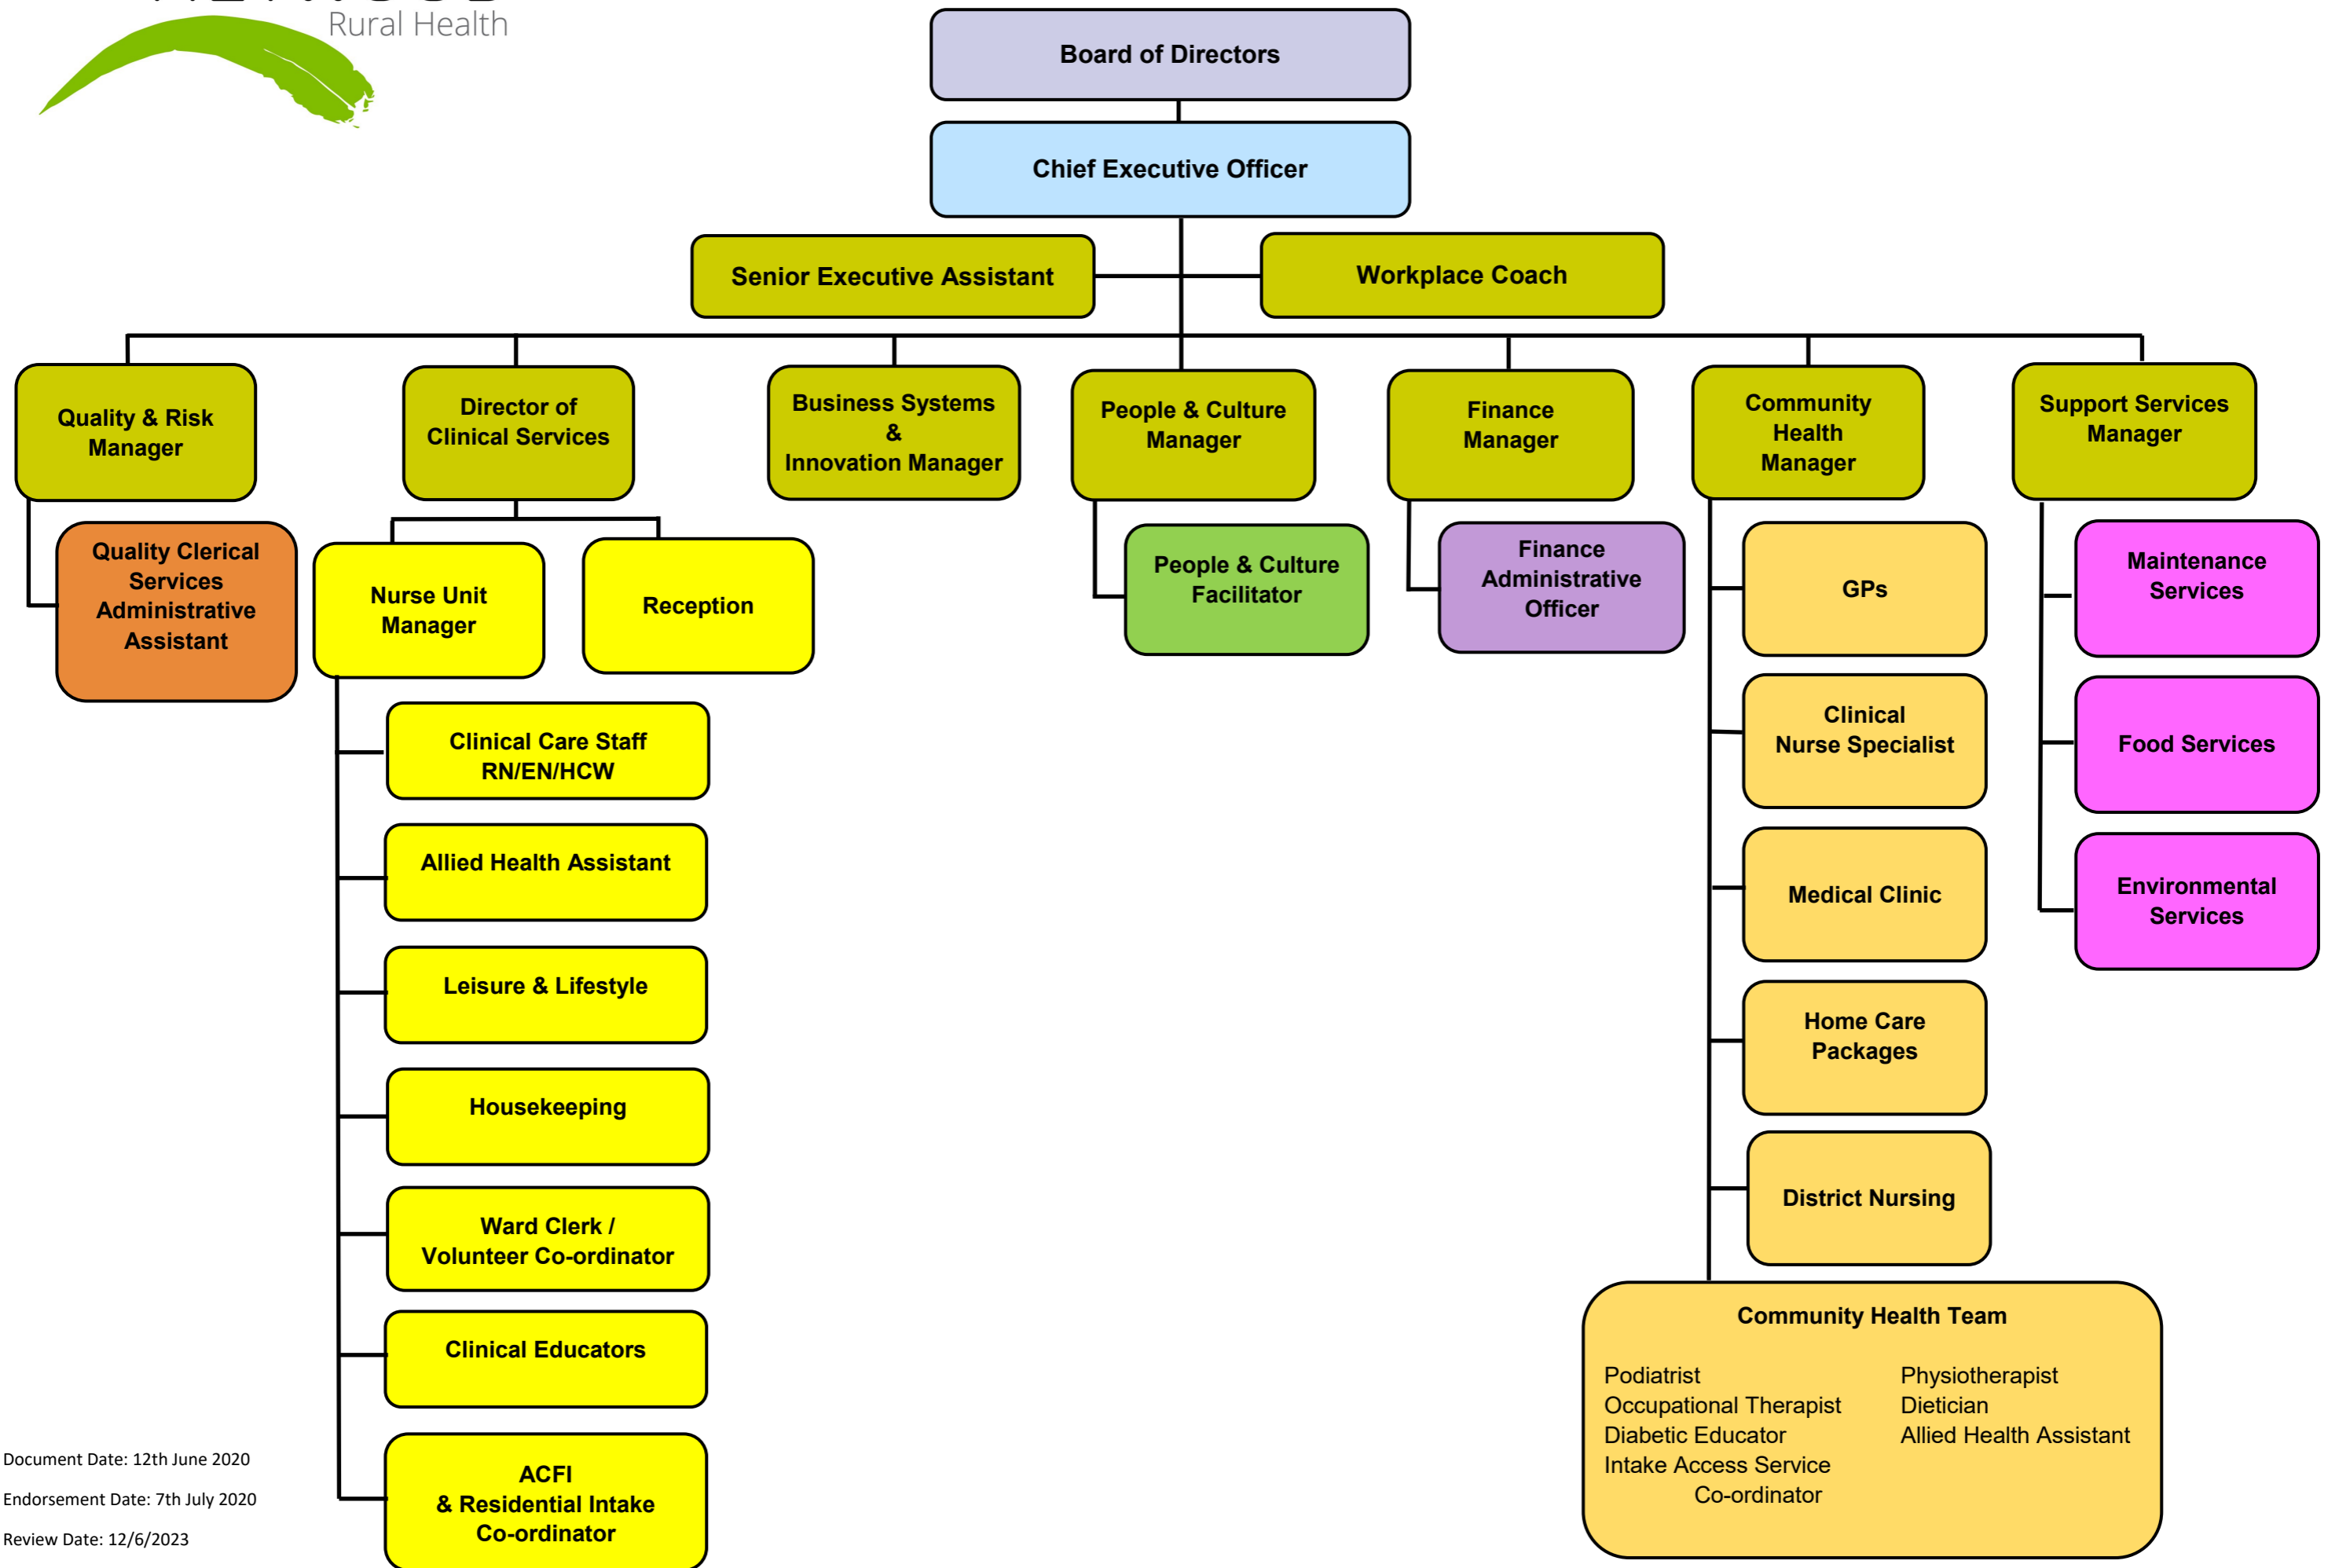 Rural Health
Board of Directors
Chief Executive Officer
Senior Executive Assistant
Workplace Coach
Quality & Risk
Manager
Director of
Clinical Services
Business Systems
&
Innovation Manager
People & Culture
Manager
Finance
Manager
Community
Health
Manager
Support Services
Manager
Quality Clerical
Services
Administrative
Assistant
Nurse Unit
Manager
Reception
People & Culture
Facilitator
Finance
Administrative
Officer
GPs
Maintenance
Services
Clinical Care Staff
RN/EN/HCW
Allied Health Assistant
Leisure & Lifestyle
Housekeeping
Ward Clerk /
Volunteer Co-ordinator
Clinical Educators
ACFI
& Residential Intake
Co-ordinator
Clinical
Nurse Specialist
Medical Clinic
Home Care
Packages
District Nursing
Food Services
Environmental
Services
Community Health Team
Podiatrist
Occupational Therapist
Diabetic Educator
Intake Access Service
Co-ordinator
Physiotherapist
Dietician
Allied Health Assistant
Document Date: 12th June 2020
Endorsement Date: 7th July 2020
Review Date: 12/6/2023